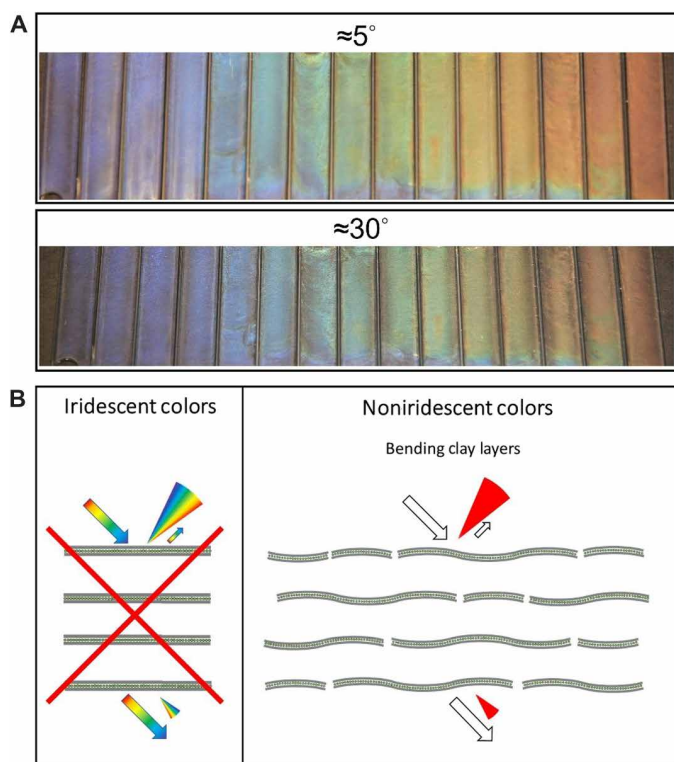 A
≈5°
≈30°
B
Iridescent colors
Noniridescent colors
Bending clay layers